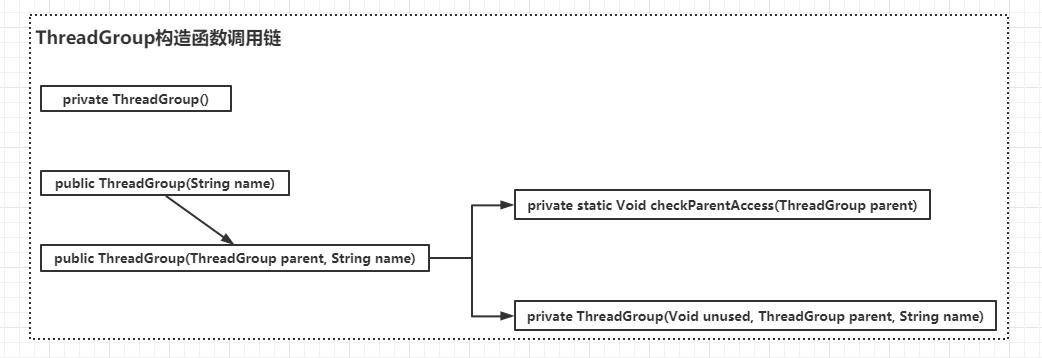 ThreadGroup构造函数调用链
private ThreadGroup()
public ThreadGroup(String name)
private static Void checkParentAccess(ThreadGroup parent)
public ThreadGroup(ThreadGroup parent, String name)
private ThreadGroup(Void unused, ThreadGroup parent, String name)